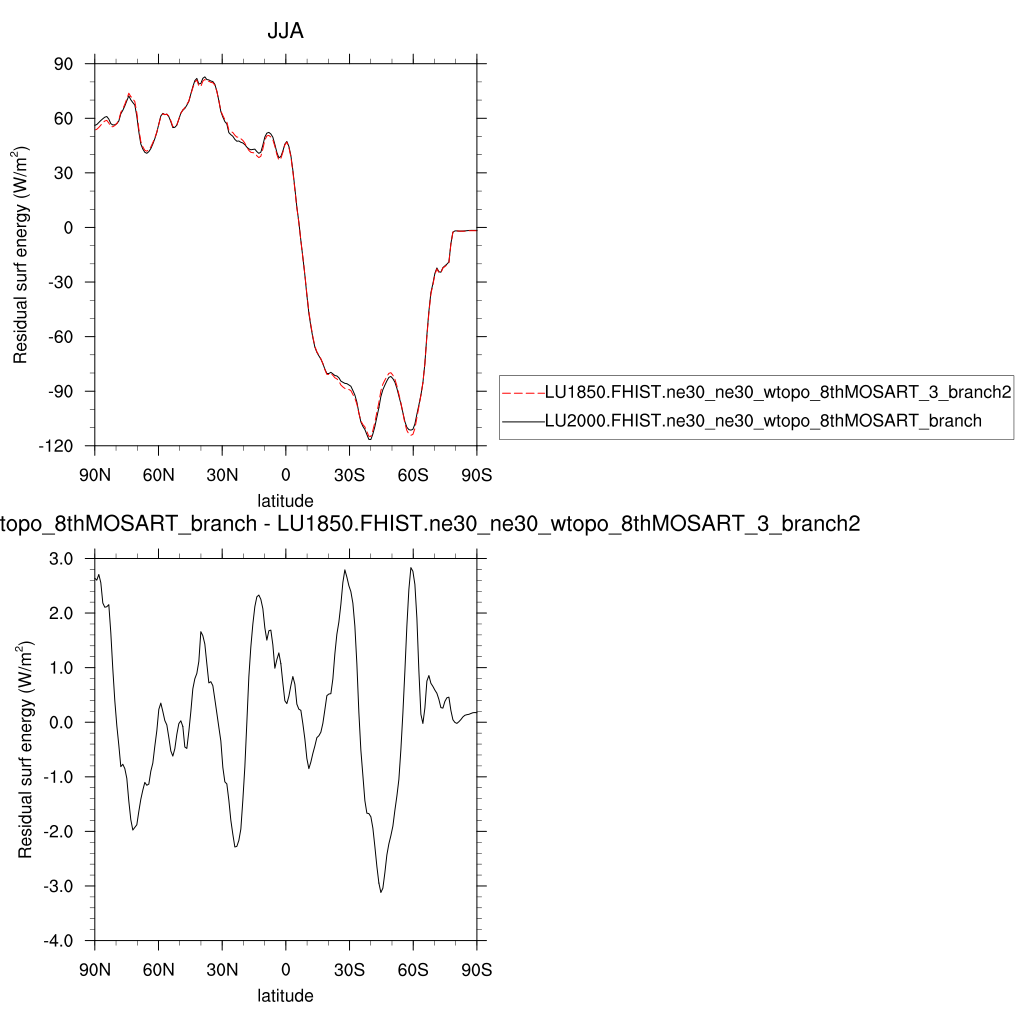 JJA
90
60
30
0
-30
-60
-90
-120
Residual surf energy (W/m2)
90N 60N 30N 0 30S 60S 90S
latitude
LU1850.FHIST.ne30_ne30_wtopo_8thMOSART_3_branch2
LU2000.FHIST.ne30_ne30_wtopo_8thMOSART_branch
topo_8thMOSART_branch - LU1850.FHIST.ne30_ne30_wtopo_8thMOSART_3_branch2
3.0
2.0
1.0
0.0
-1.0
-2.0
-3.0
-4.0
Residual surf energy (W/m2)
90N 60N 30N 0 30S 60S 90S
latitude